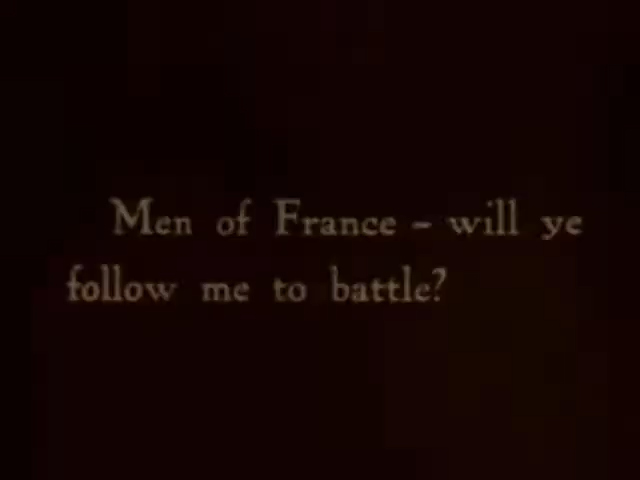 Men of France – will ye
follow me to battle?